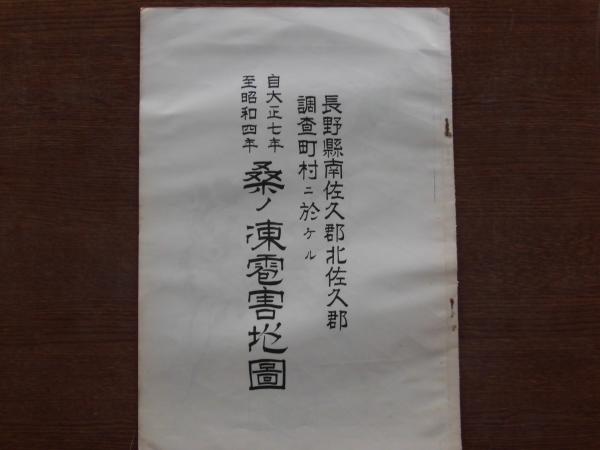 長野縣南佐久郡北佐久郡
調査町村ニ於ケル
自大正七年
至昭和四年
桑ノ凍雹害地圖